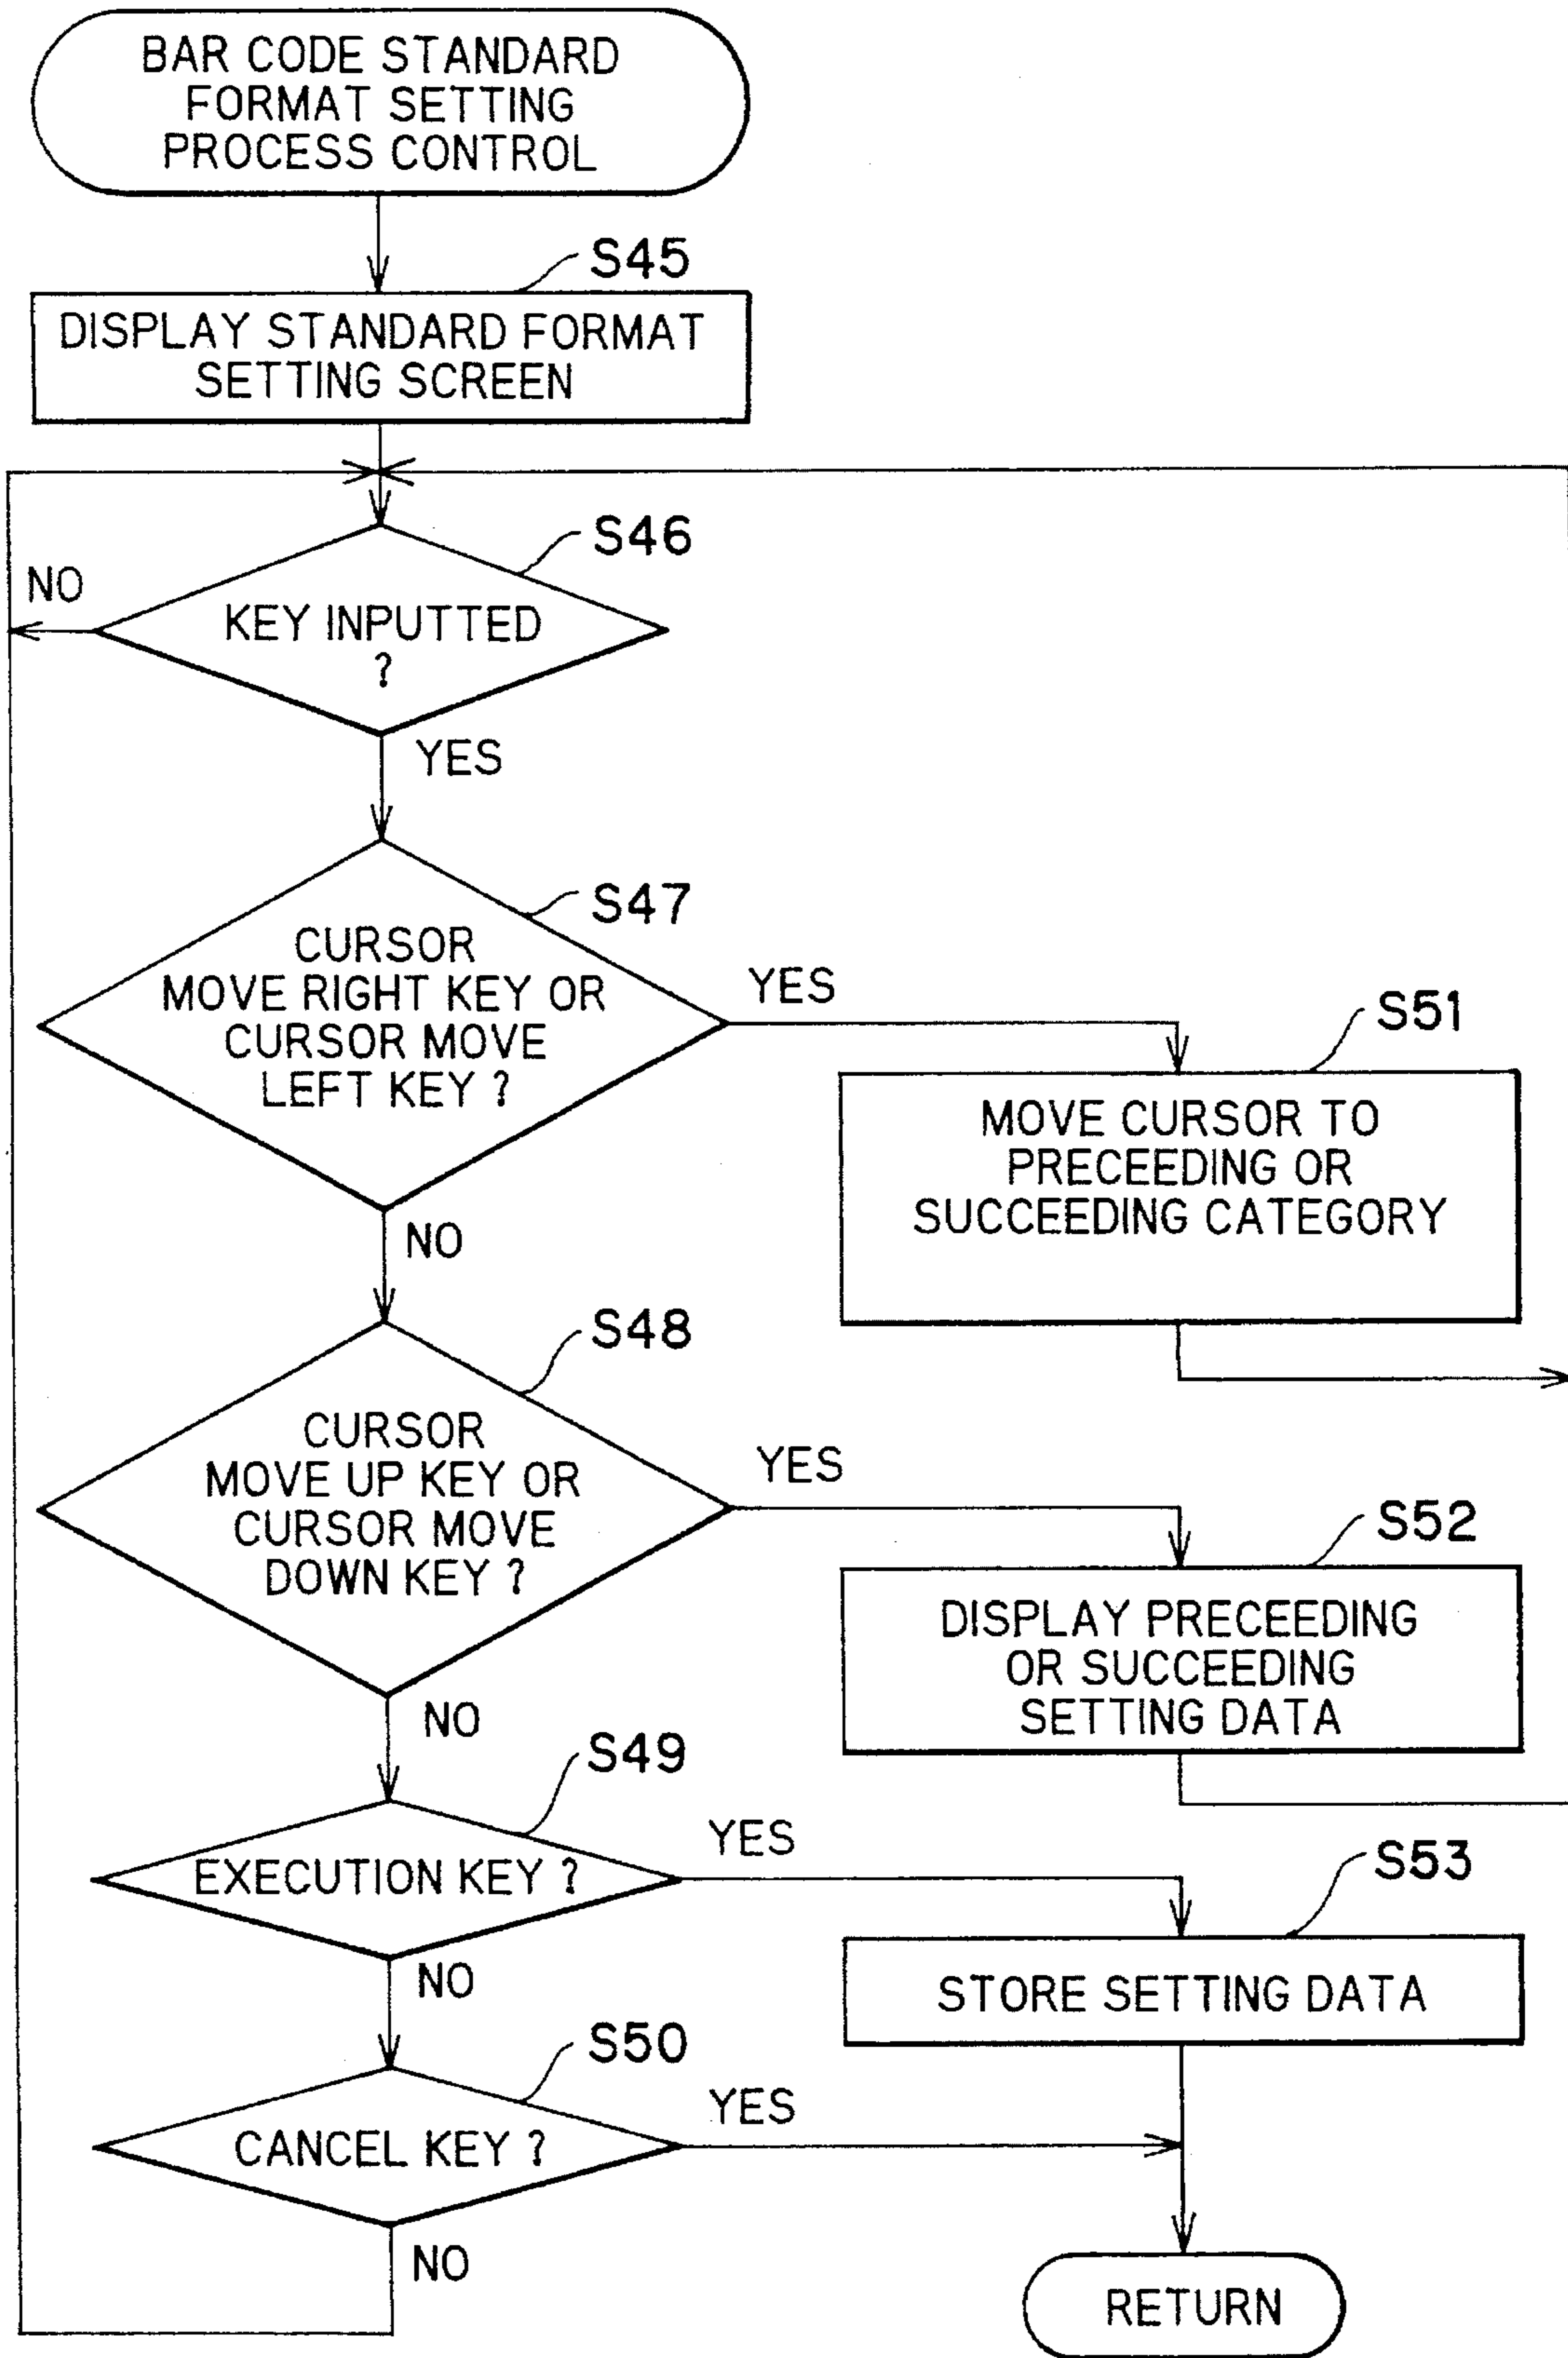 BAR CODE STANDARD
FORMAT SETTING
PROCESS CONTROL
S45
DISPLAY STANDARD FORMAT
SETTING SCREEN
S46
NO
KEY INPUTTED
?
YES
S47
CURSOR
MOVE RIGHT KEY OR
CURSOR MOVE
LEFT KEY ?
YES
S51
MOVE CURSOR TO
PRECEEDING OR
SUCCEEDING CATEGORY
NO
S48
CURSOR
MOVE UP KEY OR
CURSOR MOVE
DOWN KEY ?
YES
S52
DISPLAY PRECEEDING
OR SUCCEEDING
SETTING DATA
NO
S49
EXECUTION KEY ?
YES
S53
STORE SETTING DATA
NO
S50
CANCEL KEY ?
YES
NO
RETURN